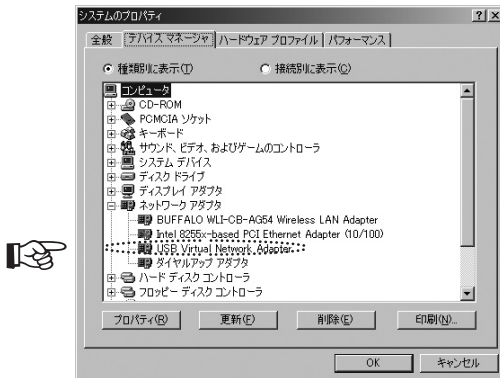 システムのプロパティ
全般 デバイス マネージャ ハードウェア プロファイル パフォーマンス
種類別に表示(T) 接続別に表示(C)
コンピュータ
CD-ROM
PCMCIA ソケット
キーボード
サウンド、ビデオ、およびゲームのコントローラ
システム デバイス
ディスク ドライブ
ディスプレイ アダプタ
ネットワーク アダプタ
BUFFALO WLI-CB-AG54 Wireless LAN Adapter
Intel 8255x-based PCI Ethernet Adapter (10/100)
USB Virtual Network Adapter
ダイヤルアップ アダプタ
ハード ディスク コントローラ
フロッピー ディスク コントローラ
プロパティ(R) 更新(F) 削除(E) 印刷(N)...
OK キャンセル